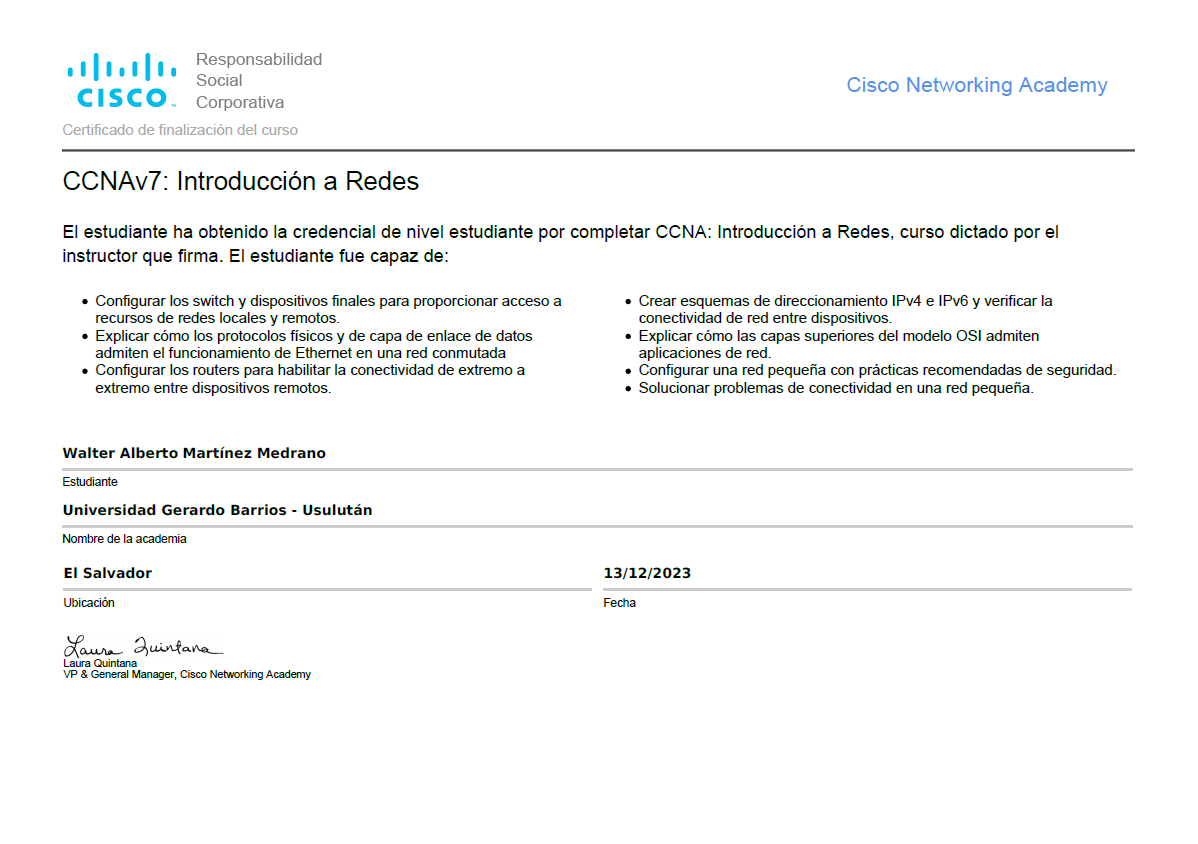 CISCO
Responsabilidad
Social
Corporativa
Cisco Networking Academy
Certificado de finalización del curso
CCNAv7: Introducción a Redes
El estudiante ha obtenido la credencial de nivel estudiante por completar CCNA: Introducción a Redes, curso dictado por el
instructor que firma. El estudiante fue capaz de:
• Configurar los switch y dispositivos finales para proporcionar acceso a
recursos de redes locales y remotos.
• Explicar cómo los protocolos físicos y de capa de enlace de datos
admiten el funcionamiento de Ethernet en una red conmutada
• Configurar los routers para habilitar la conectividad de extremo a
extremo entre dispositivos remotos.
• Crear esquemas de direccionamiento IPv4 e IPv6 y verificar la
conectividad de red entre dispositivos.
• Explicar cómo las capas superiores del modelo OSI admiten
aplicaciones de red.
• Configurar una red pequeña con prácticas recomendadas de seguridad.
• Solucionar problemas de conectividad en una red pequeña.
Walter Alberto Martínez Medrano
Estudiante
Universidad Gerardo Barrios - Usulután
Nombre de la academia
El Salvador
Ubicación
13/12/2023
Fecha
Laura Quintana
Laura Quintana
VP & General Manager, Cisco Networking Academy